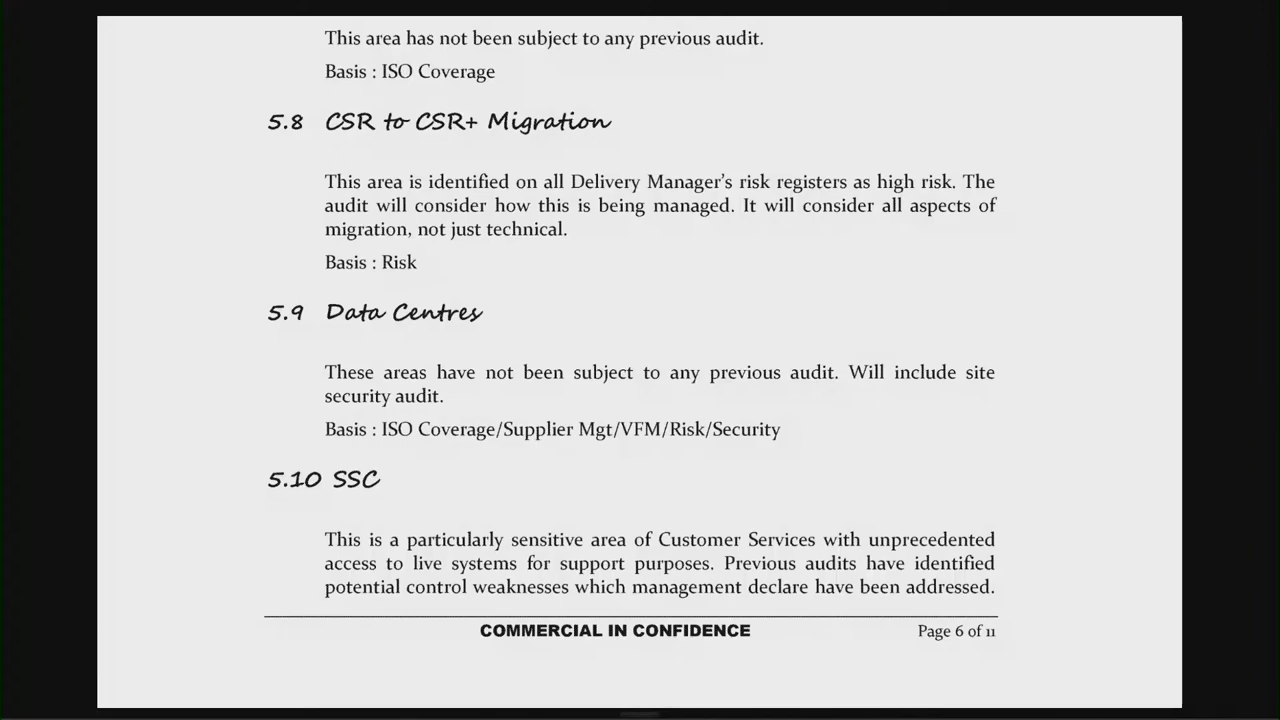 This area has not been subject to any previous audit.
Basis : ISO Coverage
5.8 CSR to CSR+ Migration
This area is identified on all Delivery Manager’s risk registers as high risk. The
audit will consider how this is being managed. It will consider all aspects of
migration, not just technical.
Basis : Risk
5.9 Data Centres
These areas have not been subject to any previous audit. Will include site
security audit.
Basis : ISO Coverage/Supplier Mgt/VFM/Risk/Security
5.10 SSC
This is a particularly sensitive area of Customer Services with unprecedented
access to live systems for support purposes. Previous audits have identified
potential control weaknesses which management declare have been addressed.
COMMERCIAL IN CONFIDENCE
Page 6 of 11